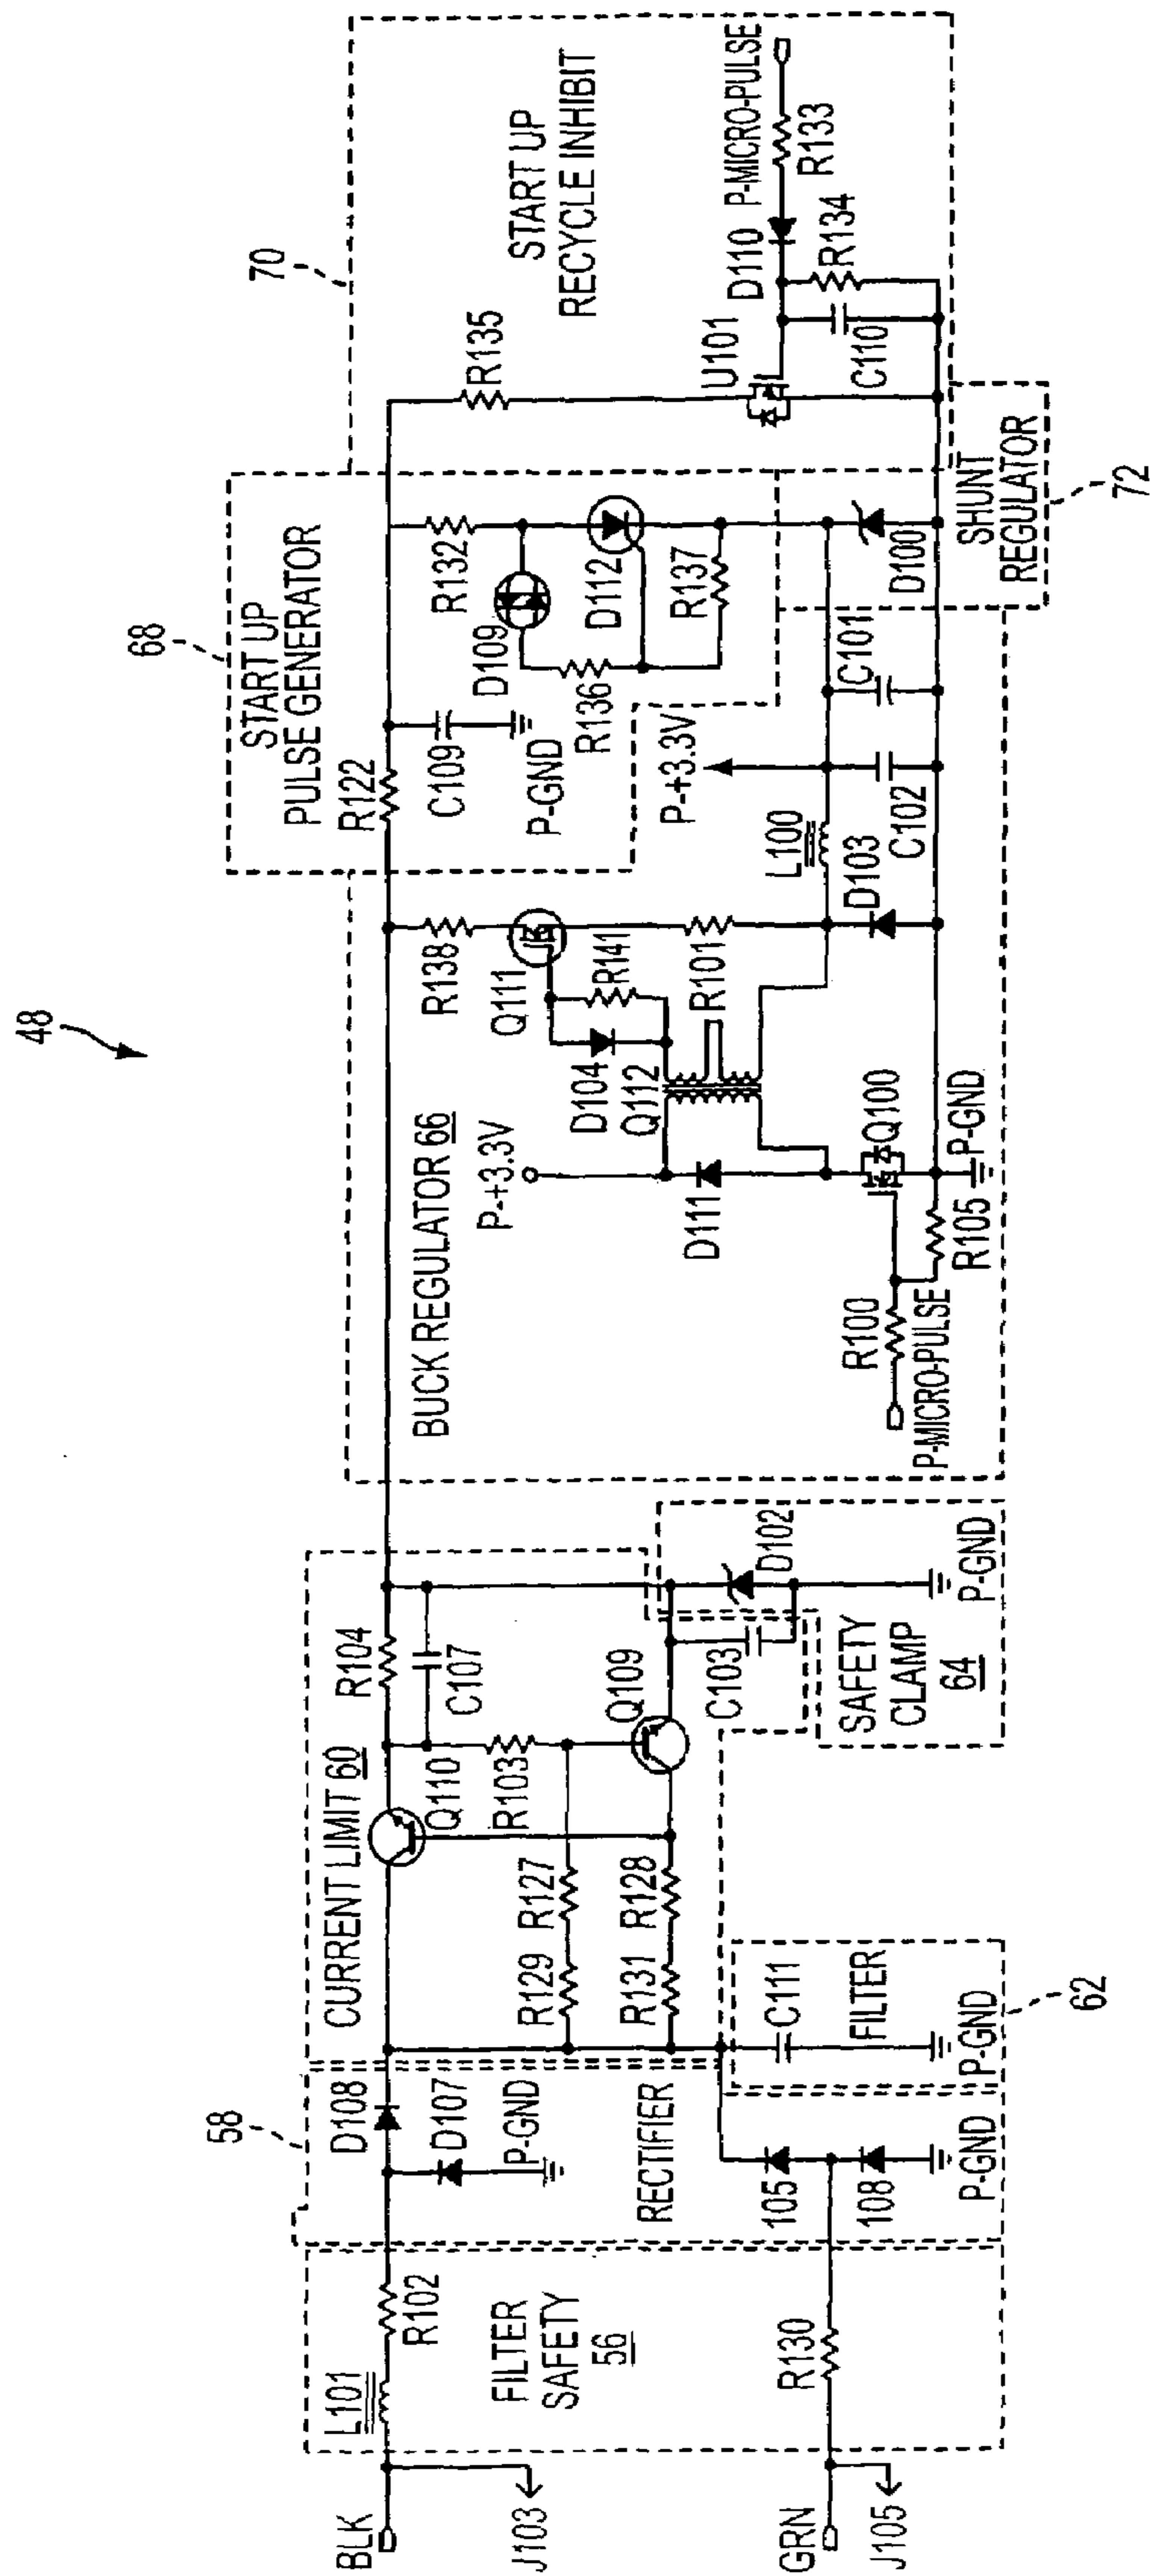 48
BLK
J103
L101
R102
FILTER
SAFETY
56
GRN
J105
R130
58
D108
D107
P-GND
RECTIFIER
105
108
P-GND
CURRENT LIMIT 60
Q110
R104
C107
R103
R129
R127
R131
R128
Q109
C111
FILTER
P-GND
62
C103
D102
SAFETY
CLAMP
64
P-GND
BUCK REGULATOR 66
P-+3.3V
D111
R100
P-MICRO-PULSE
R105
Q100
P-GND
D104
Q112
R141
Q111
R138
R101
D103
L100
C102
C101
P-+3.3V
68
START UP
PULSE GENERATOR
R122
C109
P-GND
D109
R136
R132
D112
R137
D100
SHUNT
REGULATOR
72
70
START UP
RECYCLE INHIBIT
R135
U101
C110
R134
D110
R133
P-MICRO-PULSE